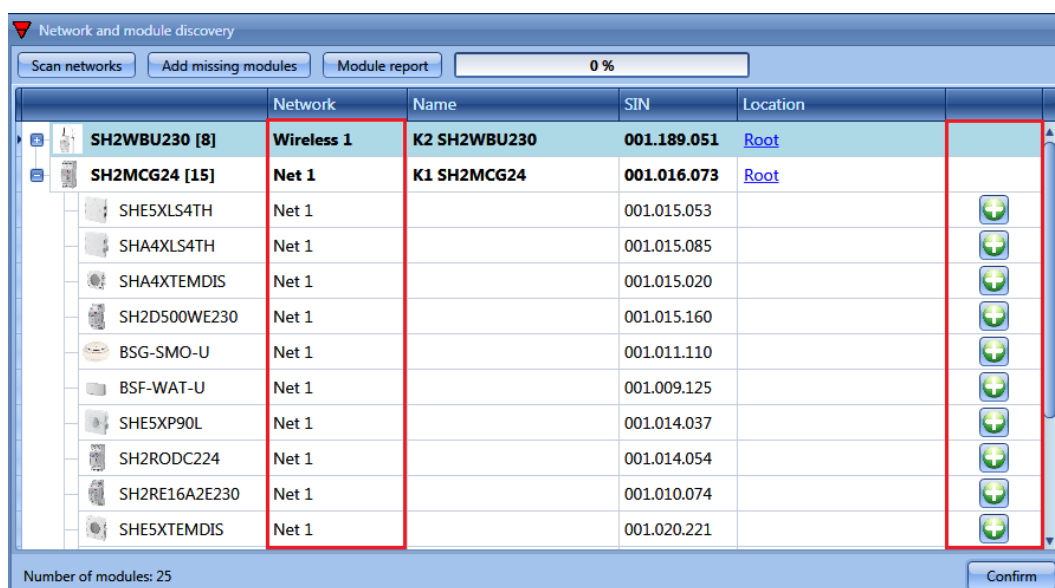 Network and module discovery
Scan networks Add missing modules Module report 0 %
Network Name SIN Location
SH2WBU230 [8] Wireless 1 K2 SH2WBU230 001.189.051 Root
SH2MCG24 [15] Net 1 K1 SH2MCG24 001.016.073 Root
SHE5XLS4TH Net 1 001.015.053
SHA4XLS4TH Net 1 001.015.085
SHA4XTEMDIS Net 1 001.015.020
SH2D500WE230 Net 1 001.015.160
BSG-SMO-U Net 1 001.011.110
BSF-WAT-U Net 1 001.009.125
SHE5XP90L Net 1 001.014.037
SH2RODC224 Net 1 001.014.054
SH2RE16A2E230 Net 1 001.010.074
SHE5XTEMDIS Net 1 001.020.221
Number of modules: 25 Confirm